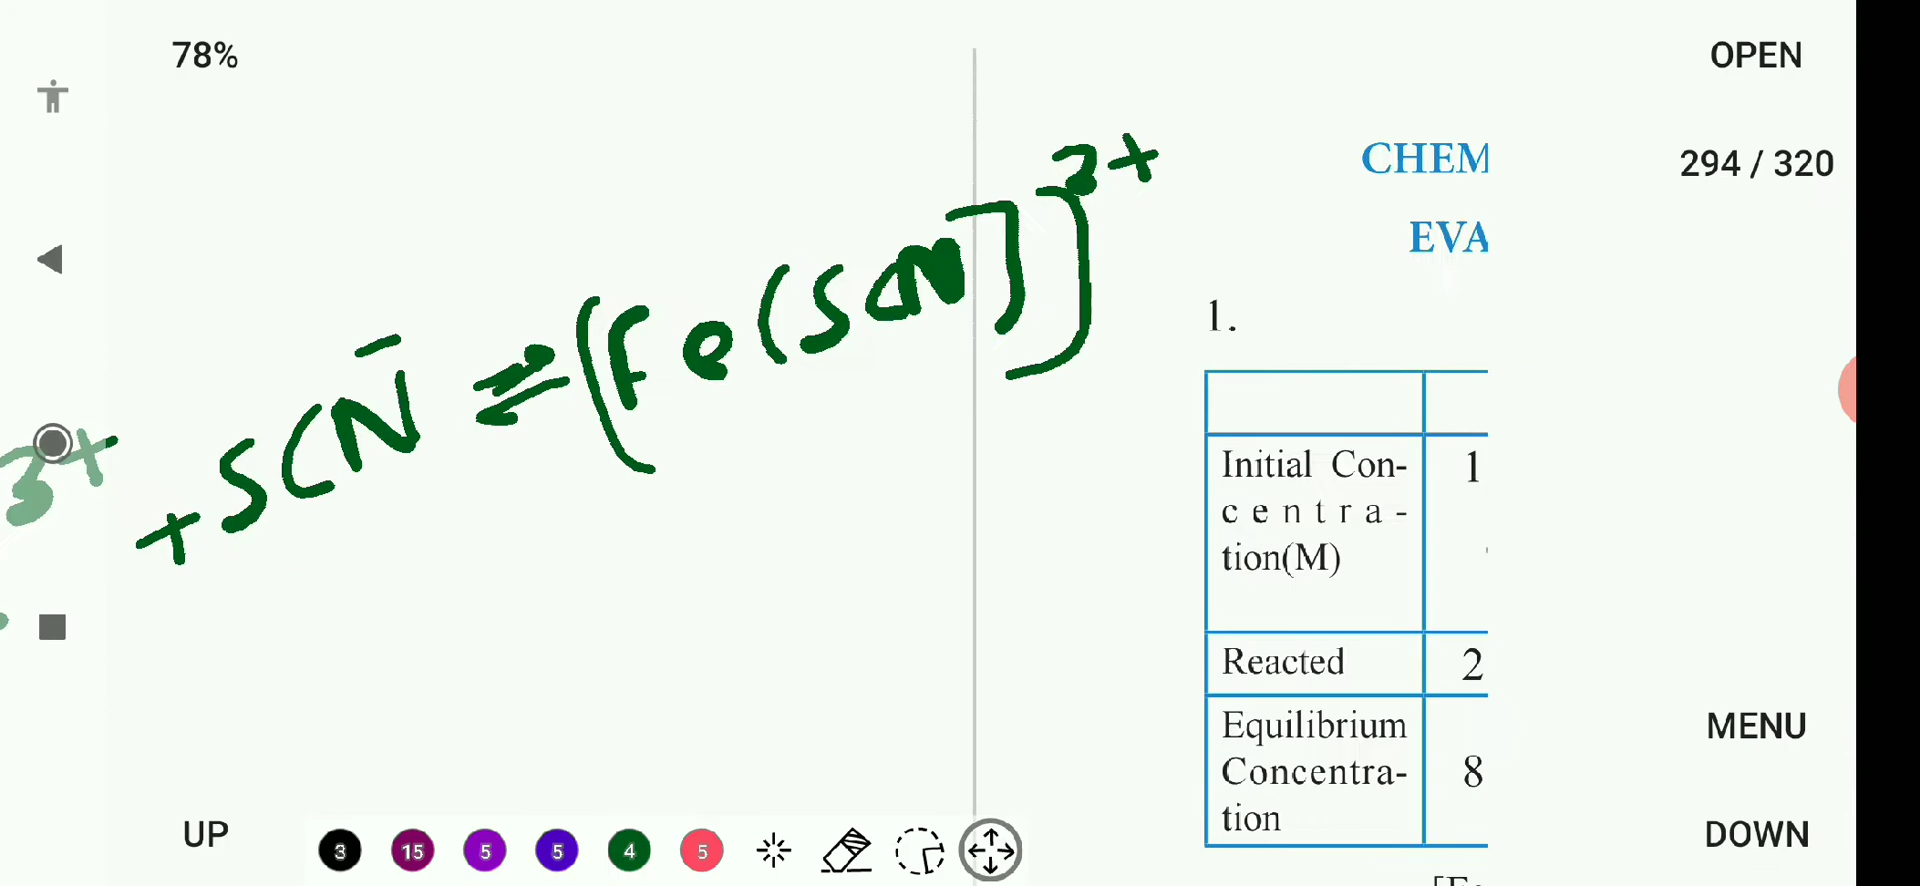 78%
OPEN
294 / 320
CHEM
EVA
3+ + SCN⁻ ⇌ [Fe(SCN)]²⁺
1.
Initial Con- 1
centra-
tion(M)
Reacted 2
Equilibrium
Concentra- 8
tion
MENU
UP
DOWN
3 15 5 5 4 5